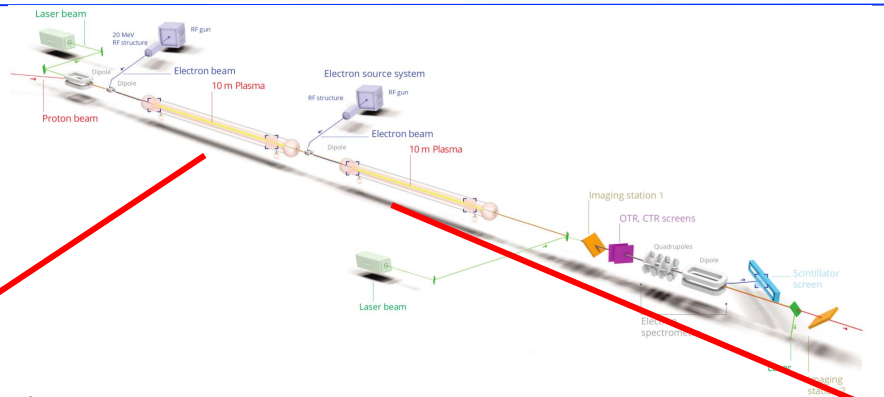 Laser beam
20 MeV
RF structure
RF gun
Dipole
Dipole
Electron beam
10 m Plasma
Proton beam
Electron source system
RF structure
RF gun
Electron beam
Dipole
10 m Plasma
Imaging station 1
OTR, CTR screens
Quadrupoles
Dipole
Scintillator
screen
Laser beam
spectrom
Imaging